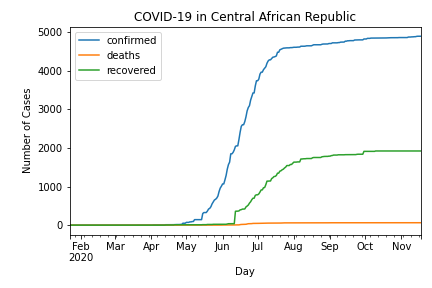 COVID-19 in Central African Republic
confirmed
deaths
recovered
Number of Cases
5000
4000
3000
2000
1000
0
Feb Mar Apr May Jun Jul Aug Sep Oct Nov
2020
Day